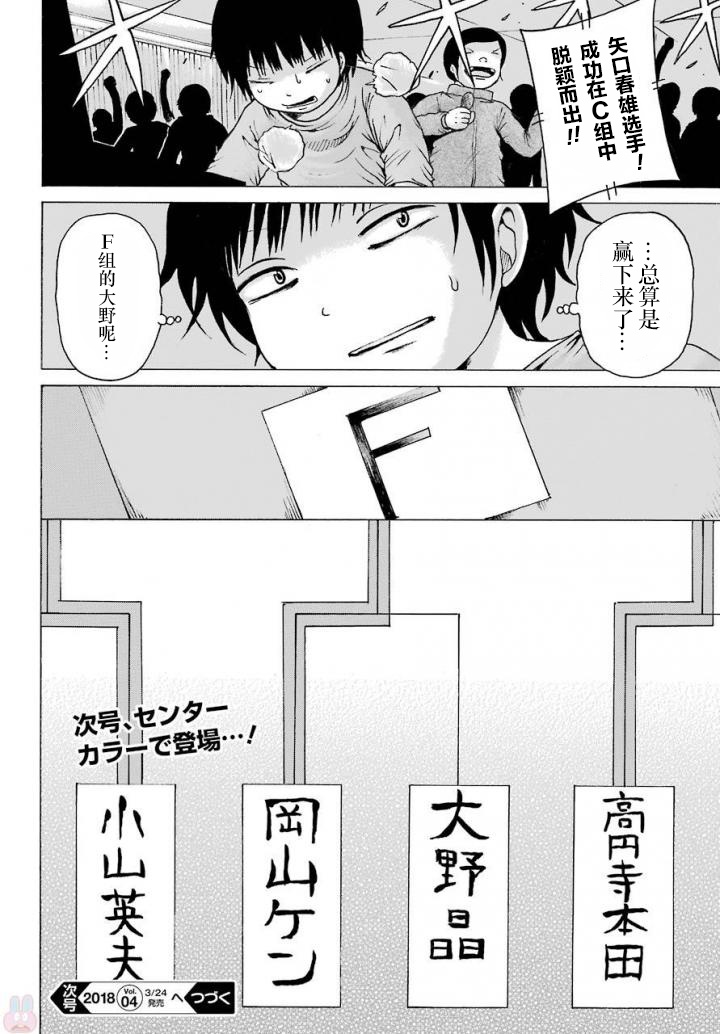 矢口春雄选手！
成功在C组中
脱颖而出！！
…总算是
赢下来了…
F组的大野呢…
F
高円寺本田
大野晶
岡山ケン
小山英夫
次号、センター
カラーで登場…！
次号 2018 Vol.04 3/24発売 へ つづく